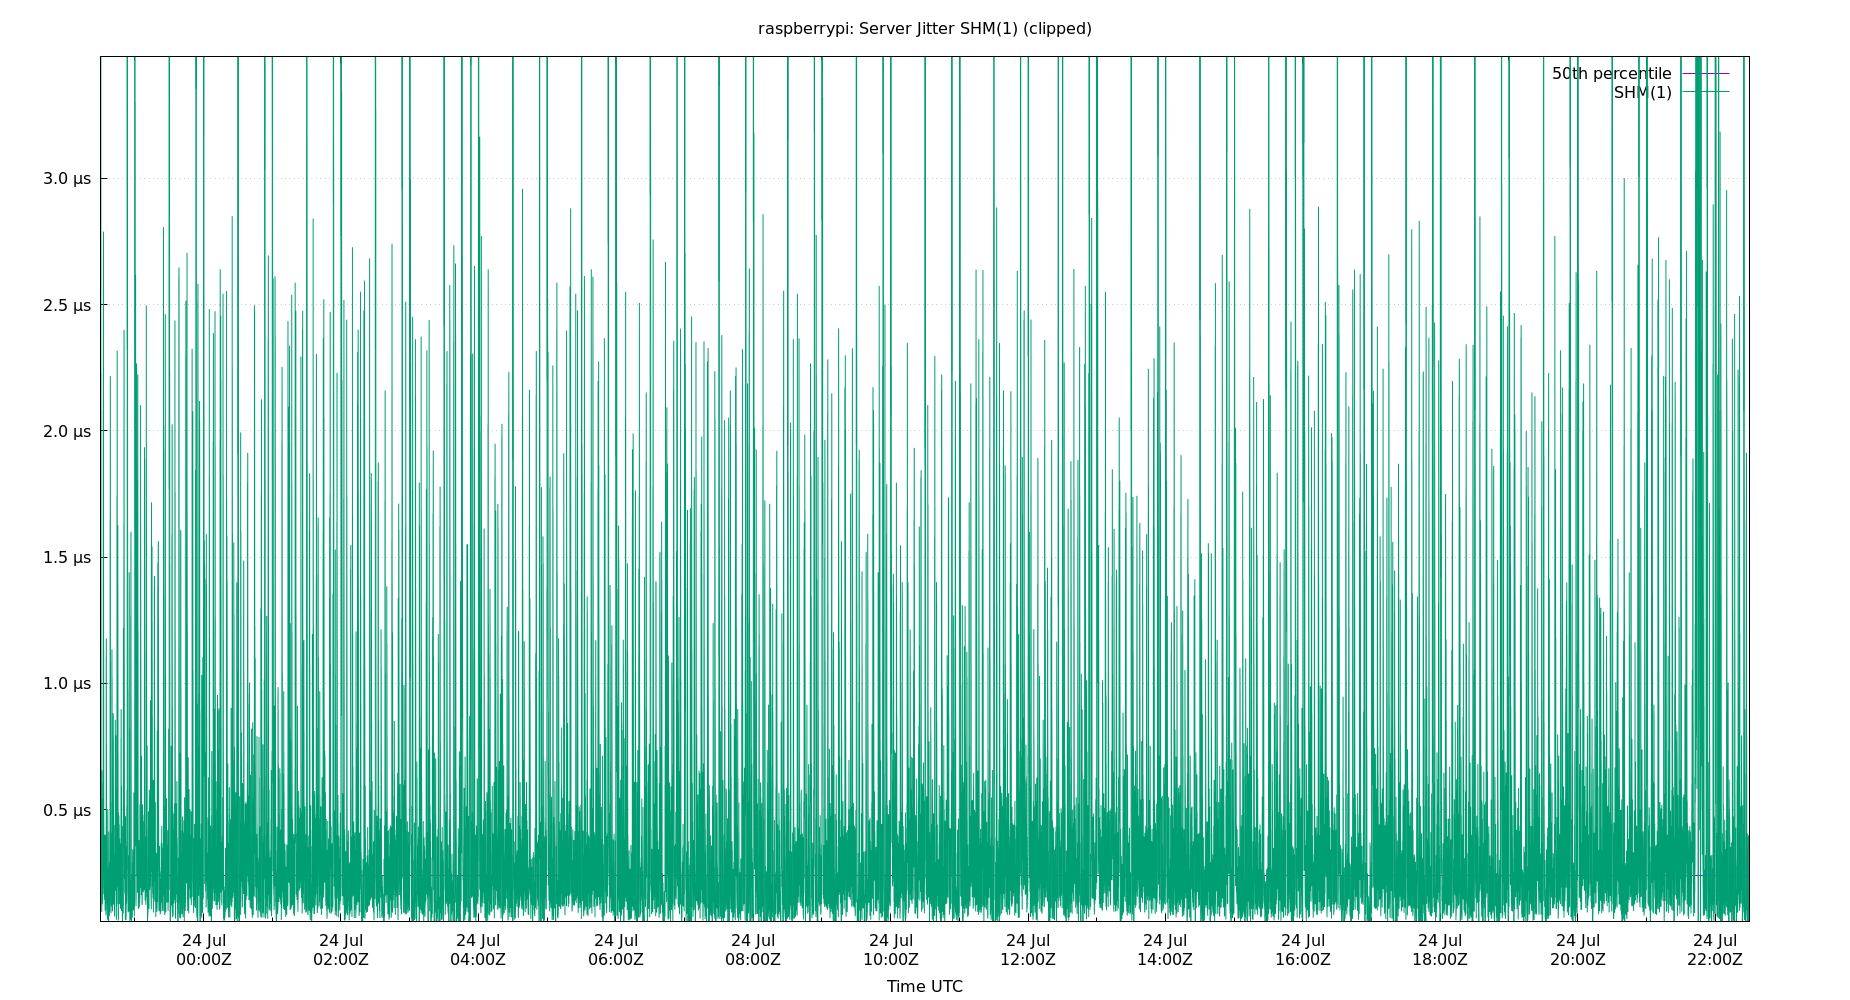 raspberrypi: Server Jitter SHM(1) (clipped)
50th percentile
SHM(1)
3.0 µs
2.5 µs
2.0 µs
1.5 µs
1.0 µs
0.5 µs
24 Jul 24 Jul 24 Jul 24 Jul 24 Jul 24 Jul 24 Jul 24 Jul 24 Jul 24 Jul 24 Jul 24 Jul
00:00Z 02:00Z 04:00Z 06:00Z 08:00Z 10:00Z 12:00Z 14:00Z 16:00Z 18:00Z 20:00Z 22:00Z
Time UTC